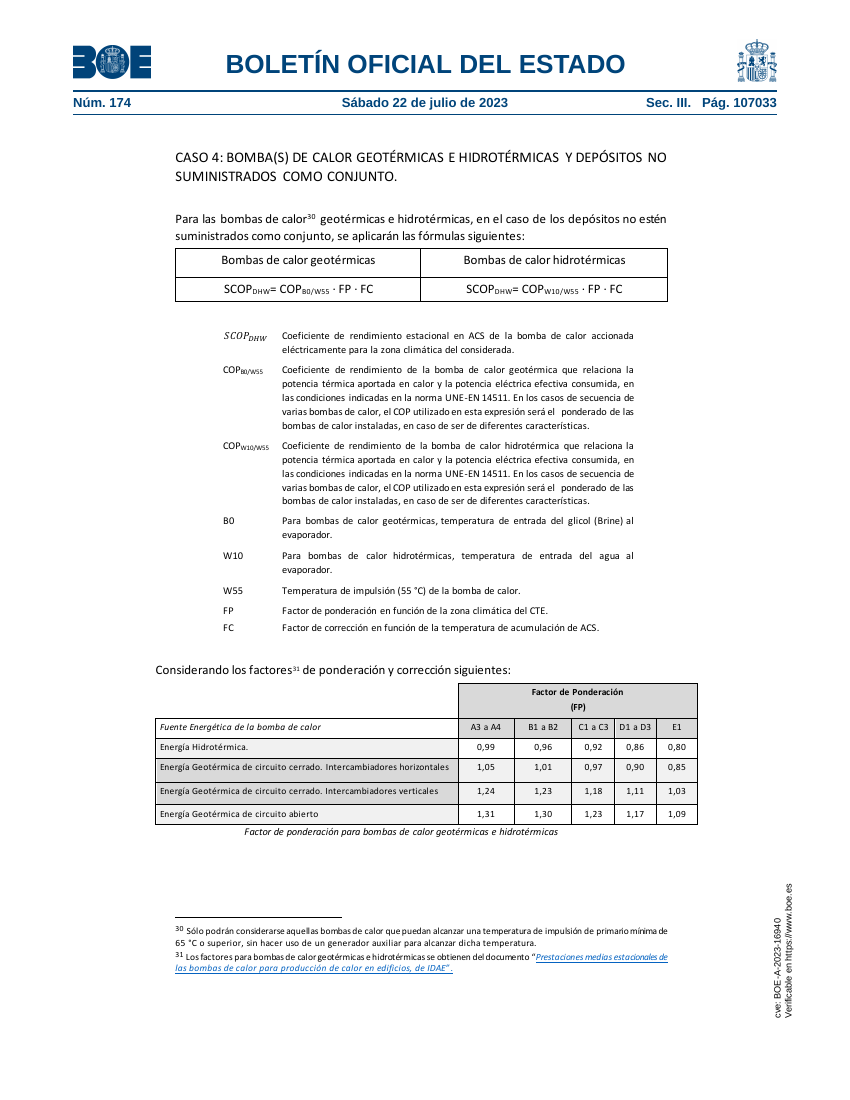 BOE
BOLETÍN OFICIAL DEL ESTADO
Núm. 174 Sábado 22 de julio de 2023 Sec. III. Pág. 107033
CASO 4: BOMBA(S) DE CALOR GEOTÉRMICAS E HIDROTÉRMICAS Y DEPÓSITOS NO
SUMINISTRADOS COMO CONJUNTO.
Para las bombas de calor30 geotérmicas e hidrotérmicas, en el caso de los depósitos no estén
suministrados como conjunto, se aplicarán las fórmulas siguientes:
Bombas de calor geotérmicas Bombas de calor hidrotérmicas
SCOPDHW= COPB0/W55 · FP · FC SCOPDHW= COPW10/W55 · FP · FC
SCOPDHW Coeficiente de rendimiento estacional en ACS de la bomba de calor accionada
eléctricamente para la zona climática del considerada.
COPB0/W55 Coeficiente de rendimiento de la bomba de calor geotérmica que relaciona la
potencia térmica aportada en calor y la potencia eléctrica efectiva consumida, en
las condiciones indicadas en la norma UNE-EN 14511. En los casos de secuencia de
varias bombas de calor, el COP utilizado en esta expresión será el ponderado de las
bombas de calor instaladas, en caso de ser de diferentes características.
COPW10/W55 Coeficiente de rendimiento de la bomba de calor hidrotérmica que relaciona la
potencia térmica aportada en calor y la potencia eléctrica efectiva consumida, en
las condiciones indicadas en la norma UNE-EN 14511. En los casos de secuencia de
varias bombas de calor, el COP utilizado en esta expresión será el ponderado de las
bombas de calor instaladas, en caso de ser de diferentes características.
B0 Para bombas de calor geotérmicas, temperatura de entrada del glicol (Brine) al
evaporador.
W10 Para bombas de calor hidrotérmicas, temperatura de entrada del agua al
evaporador.
W55 Temperatura de impulsión (55 °C) de la bomba de calor.
FP Factor de ponderación en función de la zona climática del CTE.
FC Factor de corrección en función de la temperatura de acumulación de ACS.
Considerando los factores31 de ponderación y corrección siguientes:
Factor de Ponderación
(FP)
Fuente Energética de la bomba de calor A3 a A4 B1 a B2 C1 a C3 D1 a D3 E1
Energía Hidrotérmica. 0,99 0,96 0,92 0,86 0,80
Energía Geotérmica de circuito cerrado. Intercambiadores horizontales 1,05 1,01 0,97 0,90 0,85
Energía Geotérmica de circuito cerrado. Intercambiadores verticales 1,24 1,23 1,18 1,11 1,03
Energía Geotérmica de circuito abierto 1,31 1,30 1,23 1,17 1,09
Factor de ponderación para bombas de calor geotérmicas e hidrotérmicas
30 Sólo podrán considerarse aquellas bombas de calor que puedan alcanzar una temperatura de impulsión de primario mínima de
65 °C o superior, sin hacer uso de un generador auxiliar para alcanzar dicha temperatura.
31 Los factores para bombas de calor geotérmicas e hidrotérmicas se obtienen del documento “Prestaciones medias estacionales de
las bombas de calor para producción de calor en edificios, de IDAE”.
cve: BOE-A-2023-16940
Verificable en https://www.boe.es